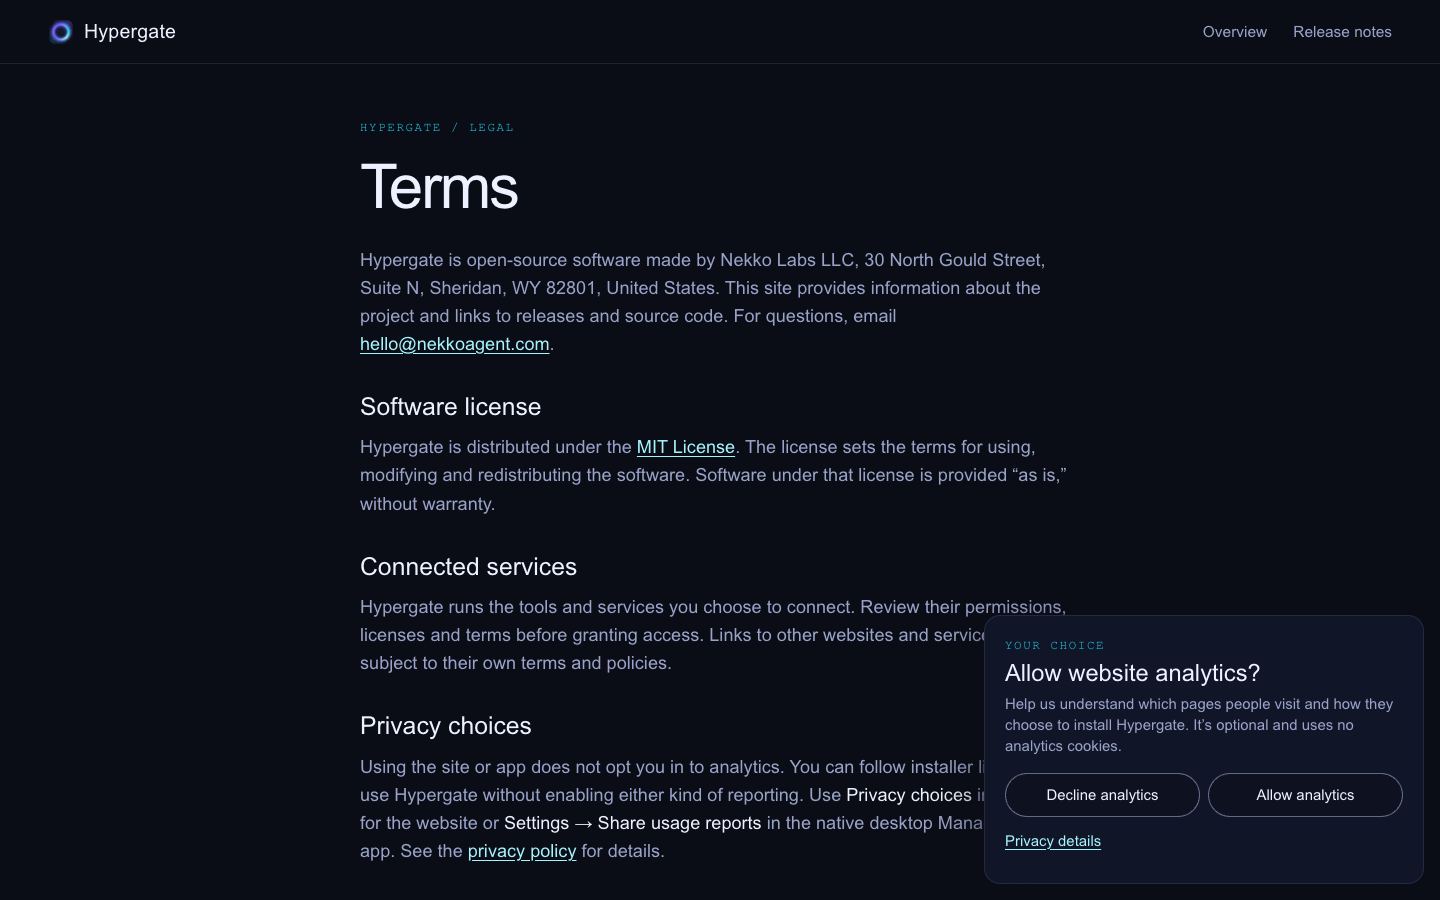 Hypergate
Overview
Release notes
HYPERGATE / LEGAL
Terms
Hypergate is open-source software made by Nekko Labs LLC, 30 North Gould Street,
Suite N, Sheridan, WY 82801, United States. This site provides information about the
project and links to releases and source code. For questions, email
hello@nekkoagent.com.
Software license
Hypergate is distributed under the MIT License. The license sets the terms for using,
modifying and redistributing the software. Software under that license is provided “as is,”
without warranty.
Connected services
Hypergate runs the tools and services you choose to connect. Review their permissions,
licenses and terms before granting access. Links to other websites and
subject to their own terms and policies.
Privacy choices
Using the site or app does not opt you in to analytics. You can follow installer
use Hypergate without enabling either kind of reporting. Use Privacy choices
for the website or Settings → Share usage reports in the native desktop
app. See the privacy policy for details.
YOUR CHOICE
Allow website analytics?
Help us understand which pages people visit and how they
choose to install Hypergate. It’s optional and uses no
analytics cookies.
Decline analytics
Allow analytics
Privacy details